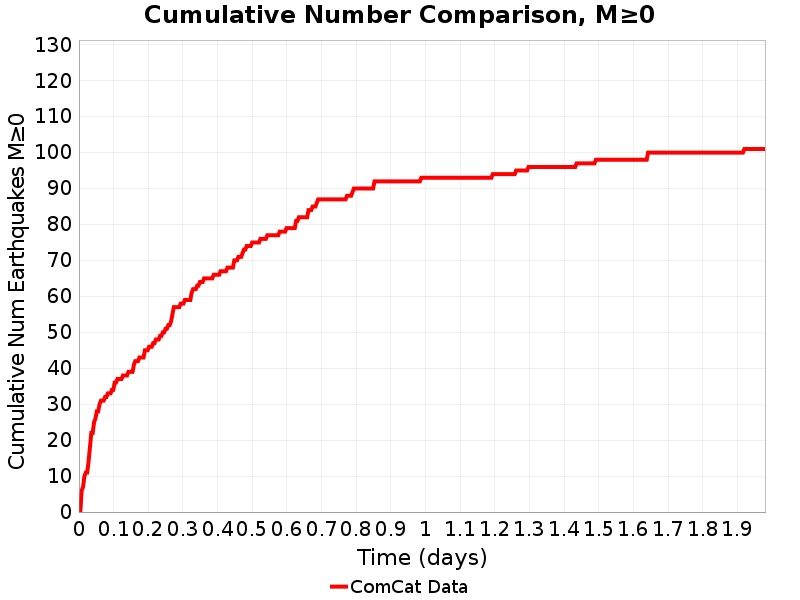 Cumulative Number Comparison, M≥0
Cumulative Num Earthquakes M≥0
130
120
110
100
90
80
70
60
50
40
30
20
10
0
0 0.1 0.2 0.3 0.4 0.5 0.6 0.7 0.8 0.9 1 1.1 1.2 1.3 1.4 1.5 1.6 1.7 1.8 1.9
Time (days)
ComCat Data